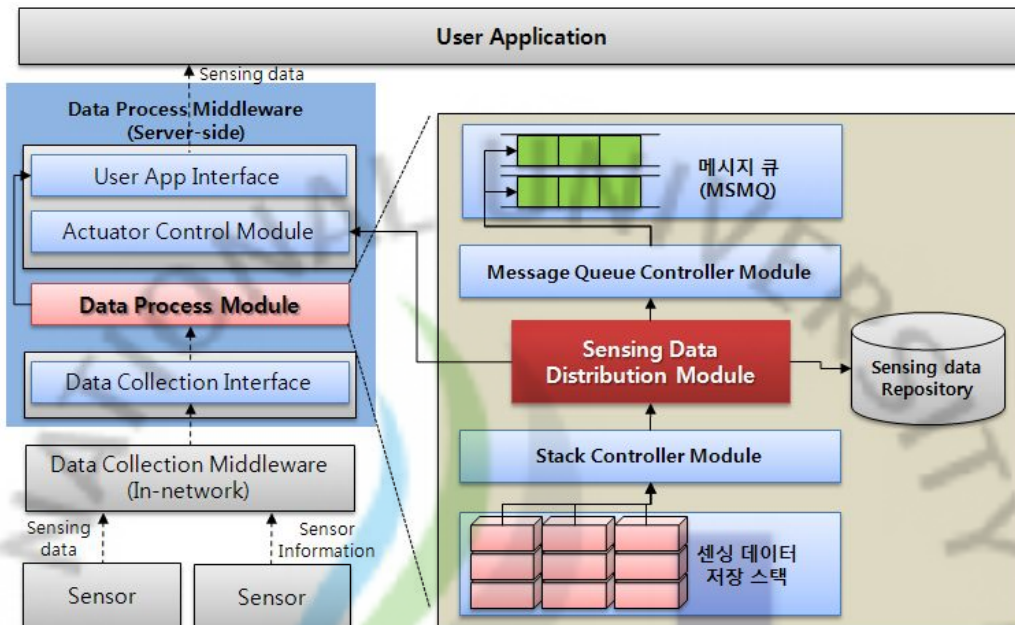 User Application
Sensing data
Data Process Middleware
(Server-side)
User App Interface
Actuator Control Module
Data Process Module
Data Collection Interface
Data Collection Middleware
(In-network)
Sensing
data
Sensor
Information
Sensor
Sensor
메시지 큐
(MSMQ)
Message Queue Controller Module
Sensing Data
Distribution Module
Sensing data
Repository
Stack Controller Module
센싱 데이터
저장 스택
NATIONAL UNIVERSITY